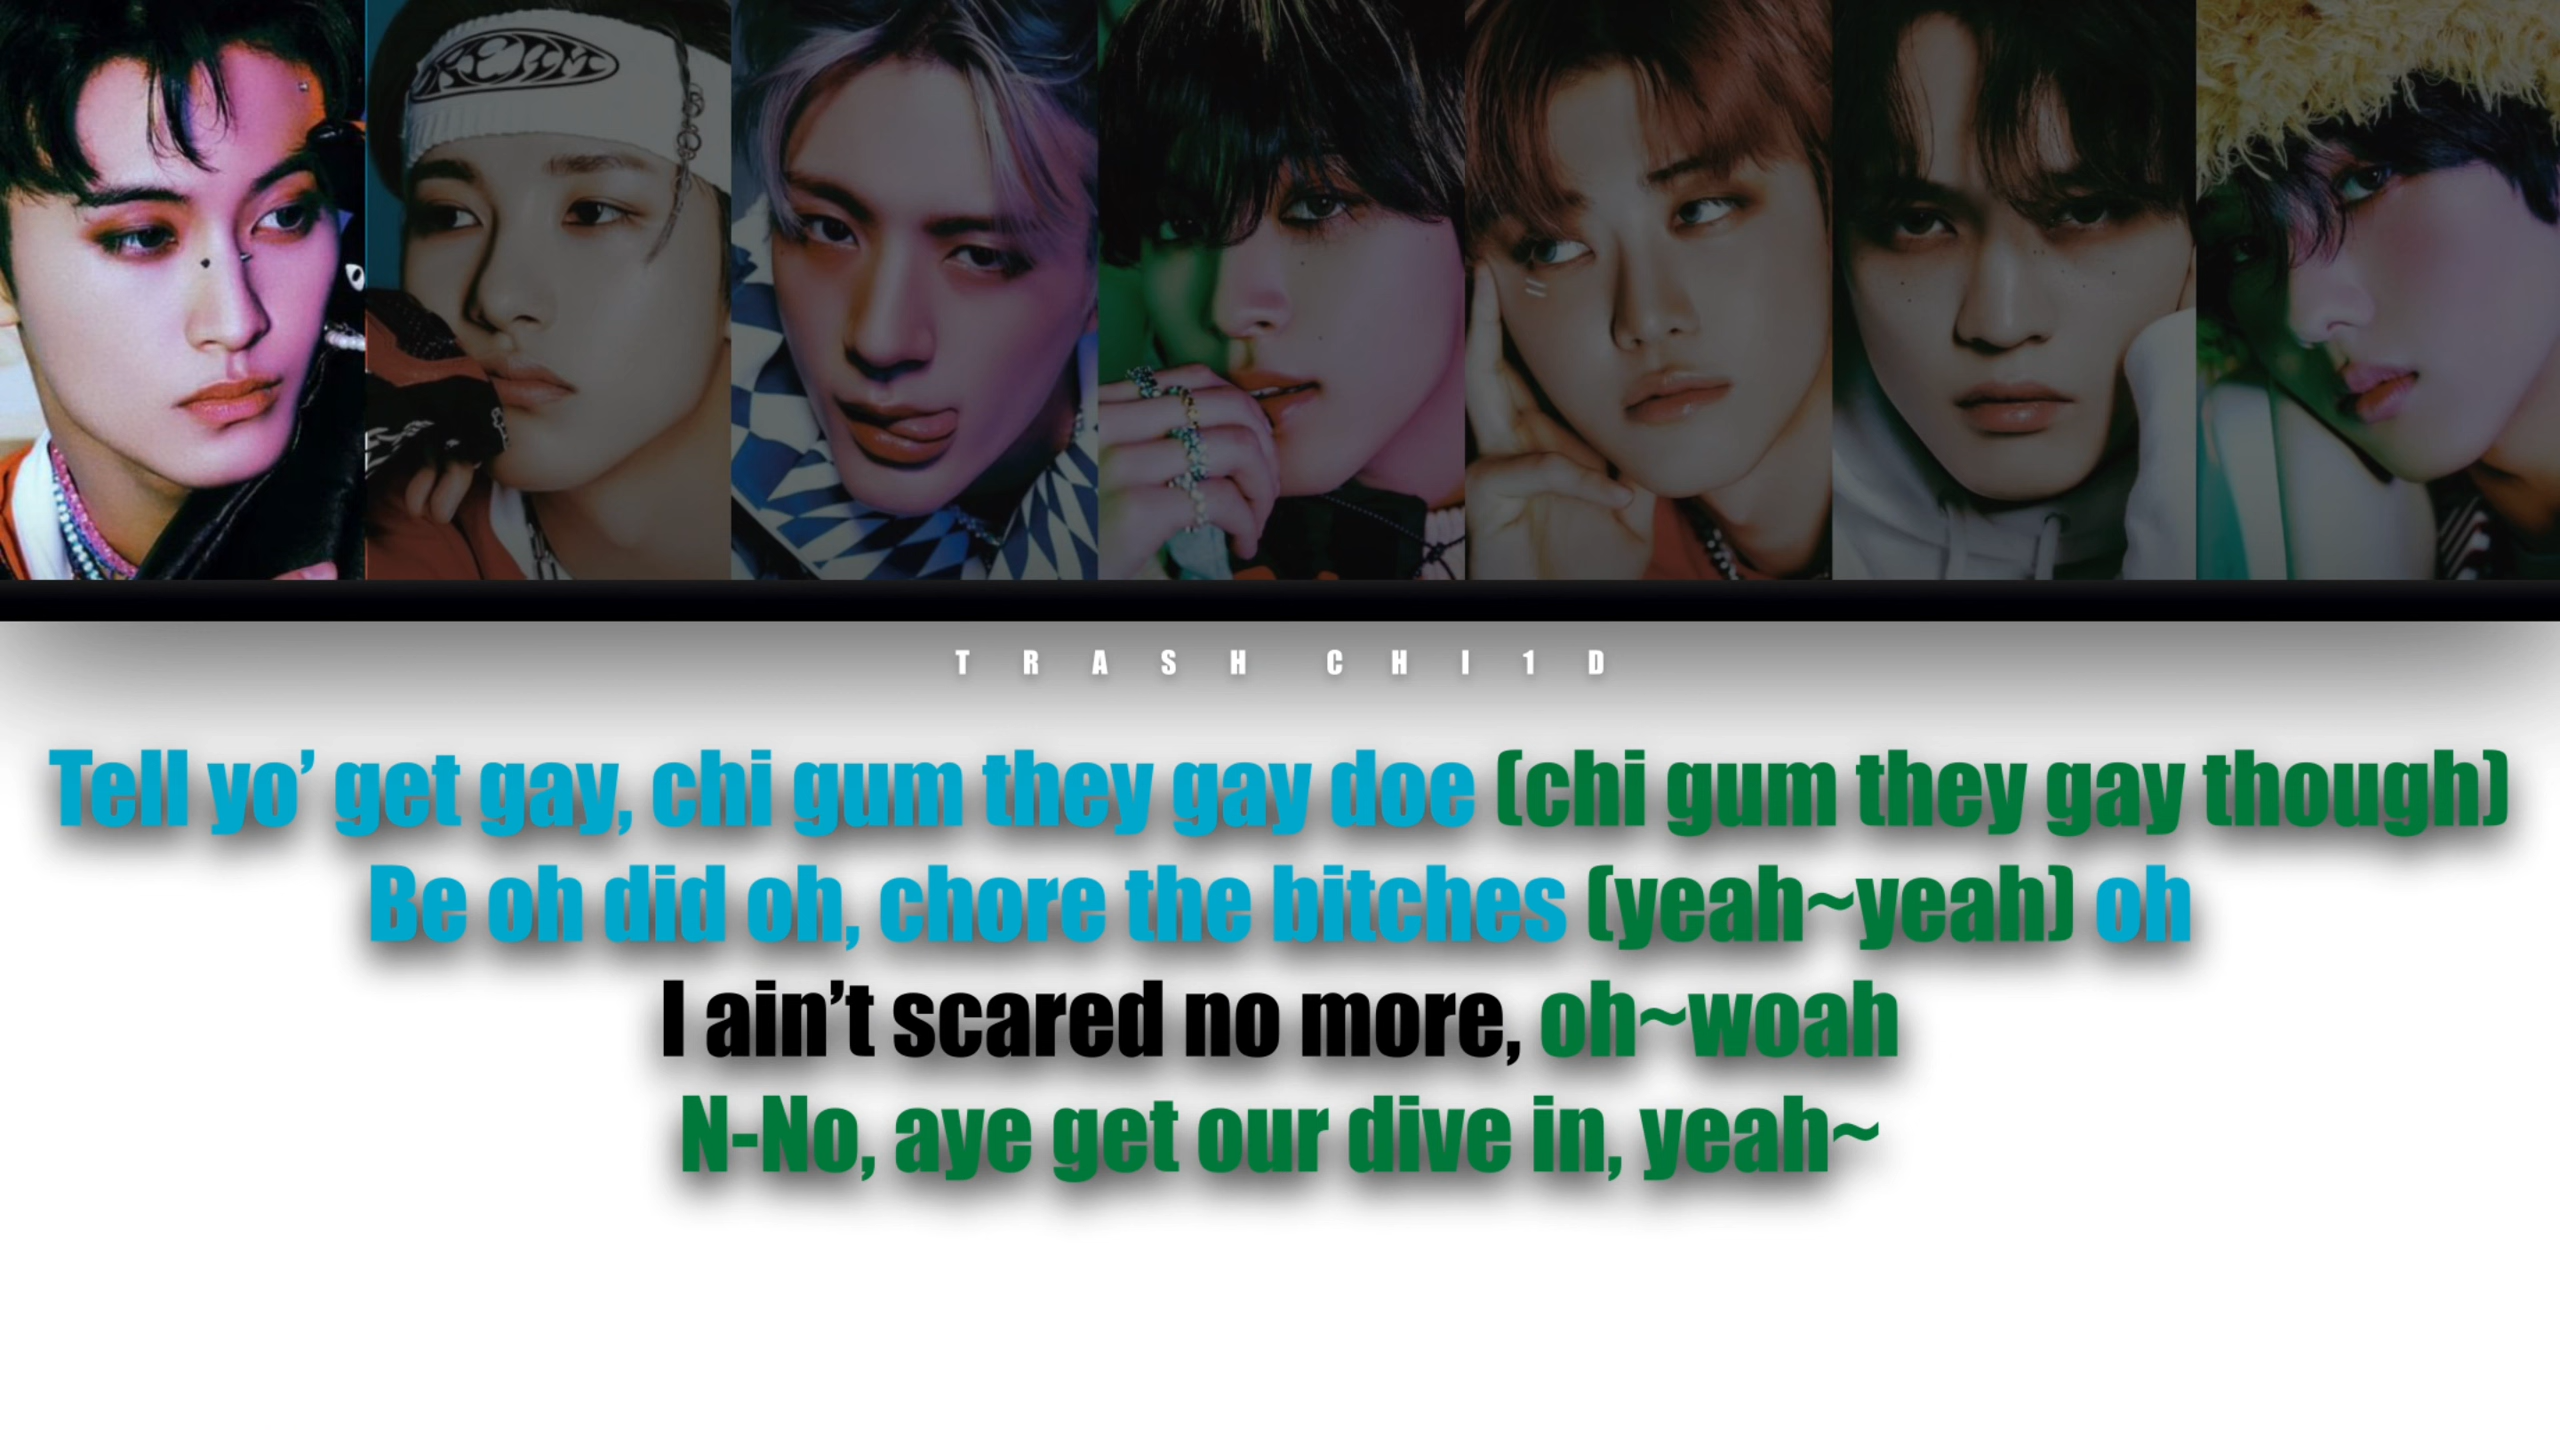 T R A S H C H I 1 D
Tell yo’ get gay, chi gum they gay doe (chi gum they gay though)
Be oh did oh, chore the bitches (yeah~yeah) oh
I ain’t scared no more, oh~woah
N-No, aye get our dive in, yeah~